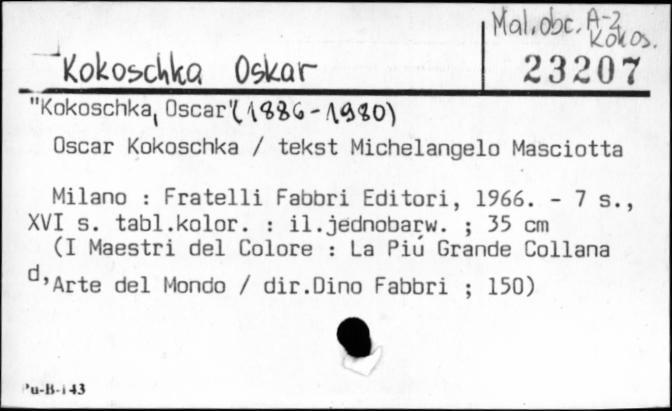 Mal. obc. A-2
Kokos.
Kokoschka Oskar
23207
"Kokoschka, Oscar" (1886-1980)
Oscar Kokoschka / tekst Michelangelo Masciotta
Milano : Fratelli Fabbri Editori, 1966. - 7 s.,
XVI s. tabl.kolor. : il.jednobarw. ; 35 cm
(I Maestri del Colore : La Piú Grande Collana
d'Arte del Mondo / dir.Dino Fabbri ; 150)
Pu-B-143